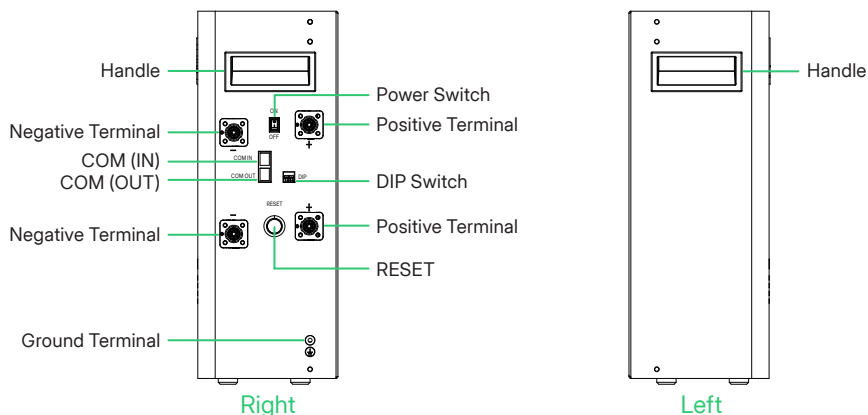 Handle
Negative Terminal
COM (IN)
COM (OUT)
Negative Terminal
Ground Terminal
ON
OFF
−
+
COM IN
COM OUT
DIP
−
RESET
+
Power Switch
Positive Terminal
DIP Switch
Positive Terminal
RESET
Right
Handle
Left